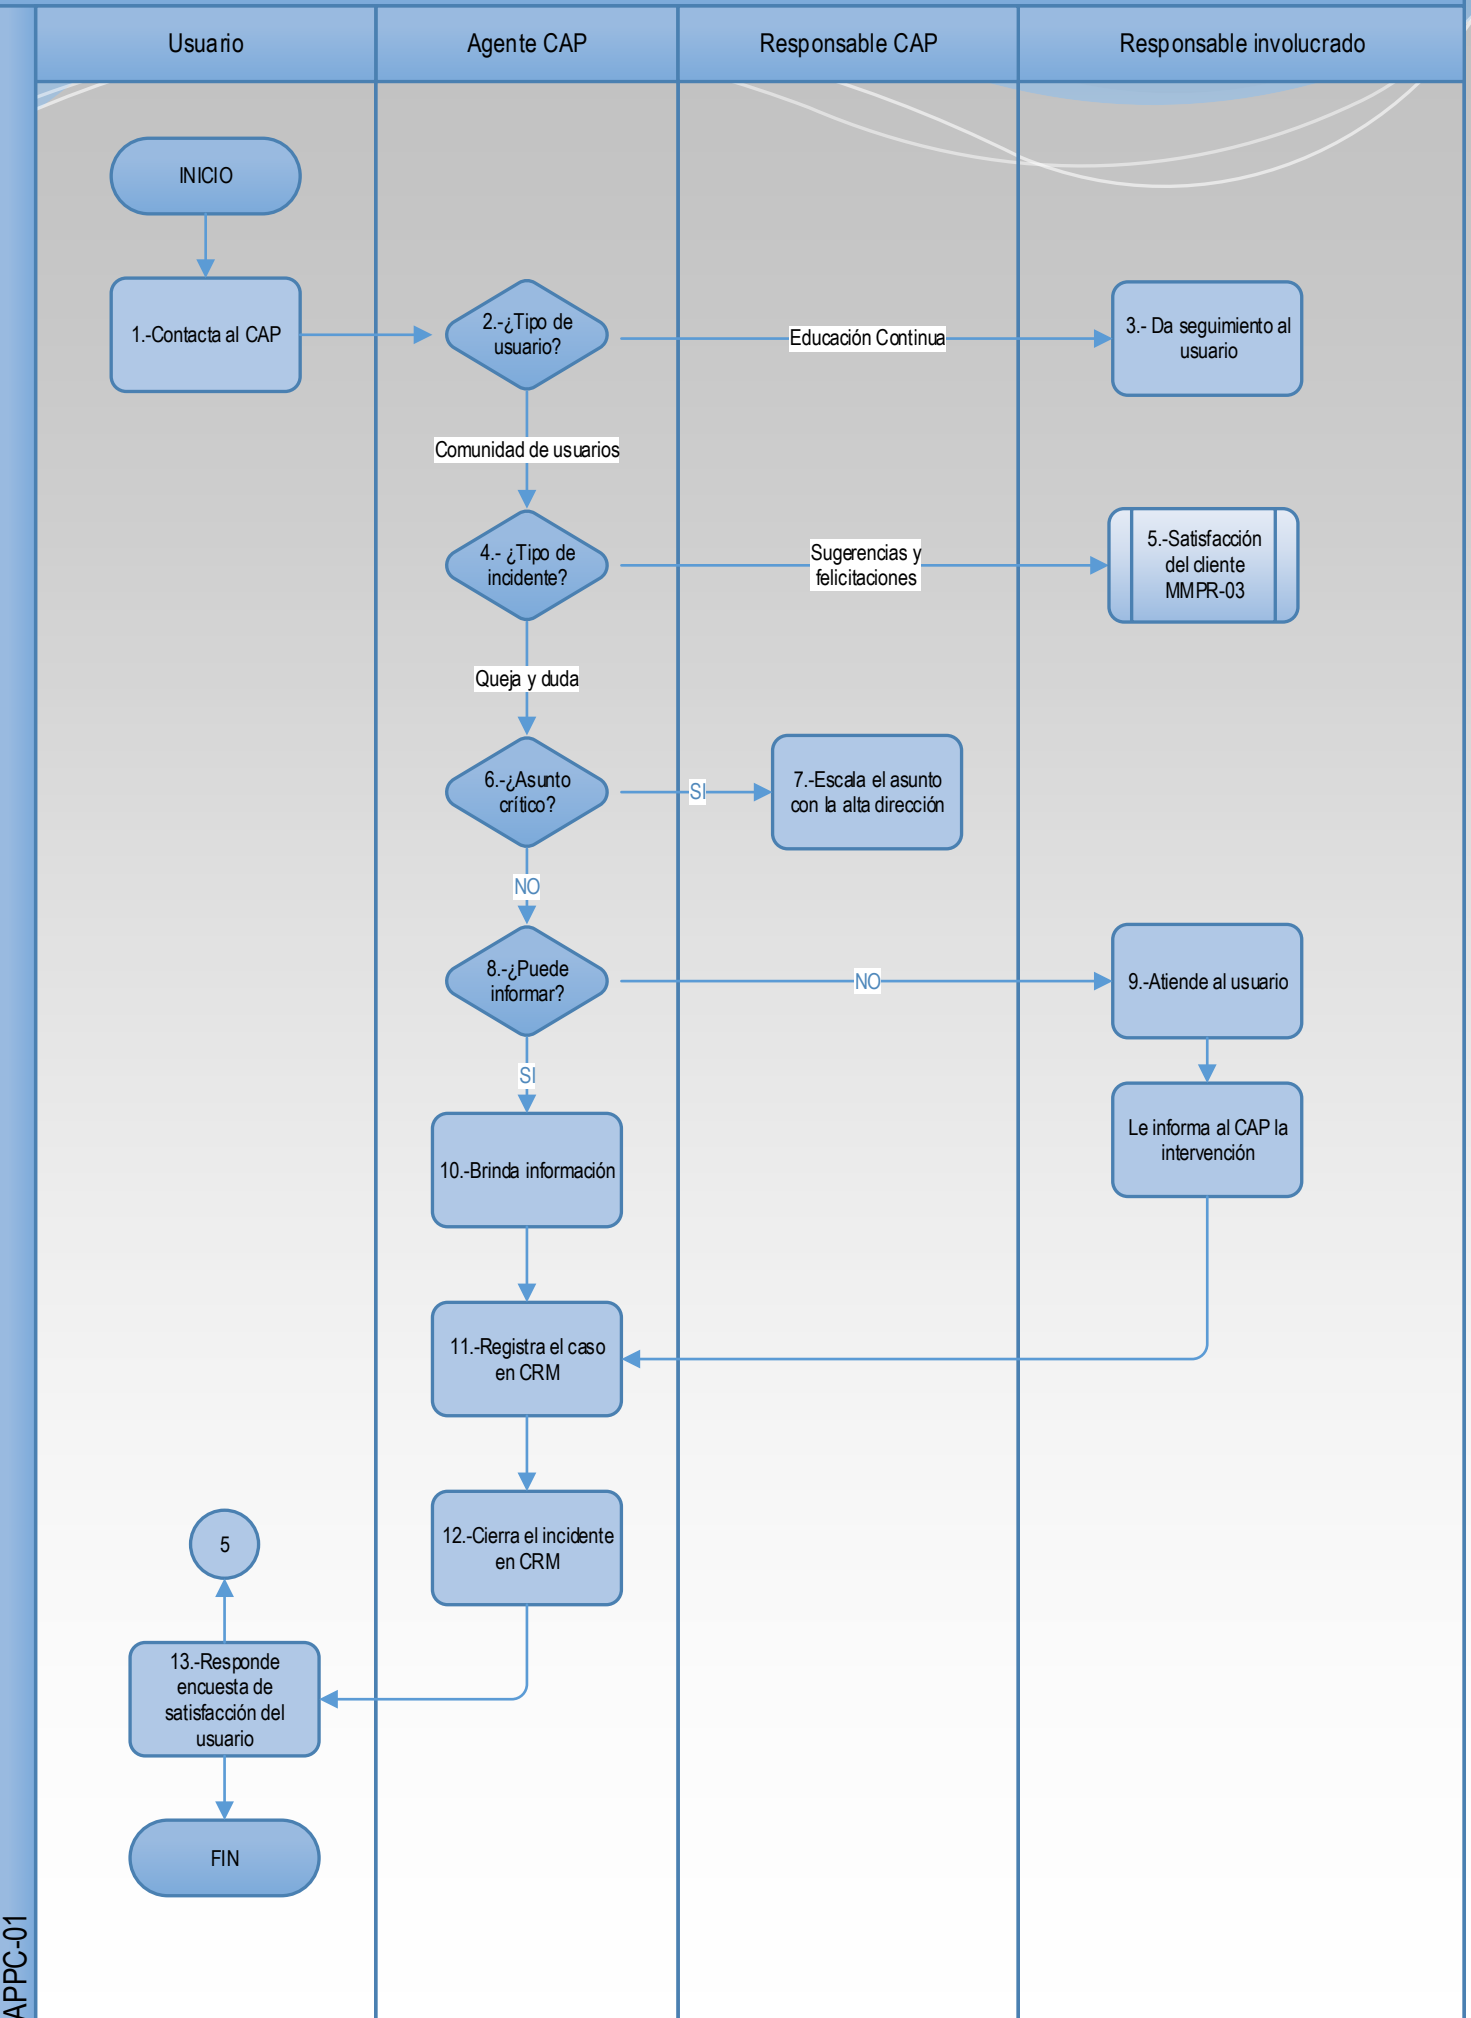 Usuario
Agente CAP
Responsable CAP
Responsable involucrado
INICIO
1.-Contacta al CAP
2.-¿Tipo de
usuario?
Educación Continua
3.- Da seguimiento al
usuario
Comunidad de usuarios
4.- ¿Tipo de
incidente?
Sugerencias y
felicitaciones
5.-Satisfacción
del cliente
MMPR-03
Queja y duda
6.-¿Asunto
crítico?
SI
7.-Escala el asunto
con la alta dirección
NO
8.-¿Puede
informar?
NO
9.-Atiende al usuario
SI
10.-Brinda información
Le informa al CAP la
intervención
11.-Registra el caso
en CRM
12.-Cierra el incidente
en CRM
5
13.-Responde
encuesta de
satisfacción del
usuario
FIN
APPC-01